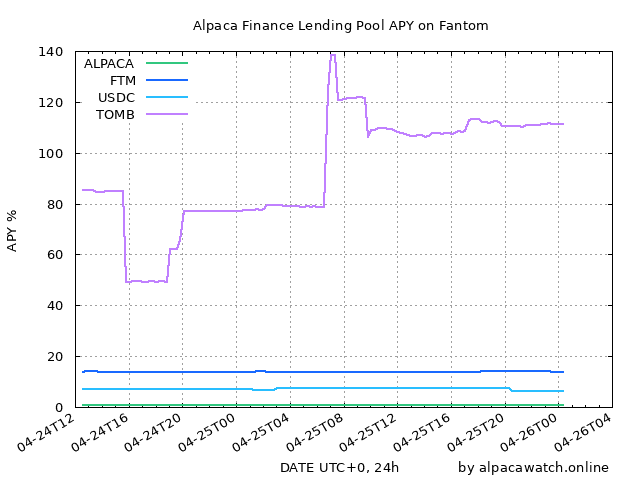 Alpaca Finance Lending Pool APY on Fantom
140
120
100
80
60
40
20
0
APY %
ALPACA
FTM
USDC
TOMB
04-24T12
04-24T16
04-24T20
04-25T00
04-25T04
04-25T08
04-25T12
04-25T16
04-25T20
04-26T00
04-26T04
DATE UTC+0, 24h
by alpacawatch.online